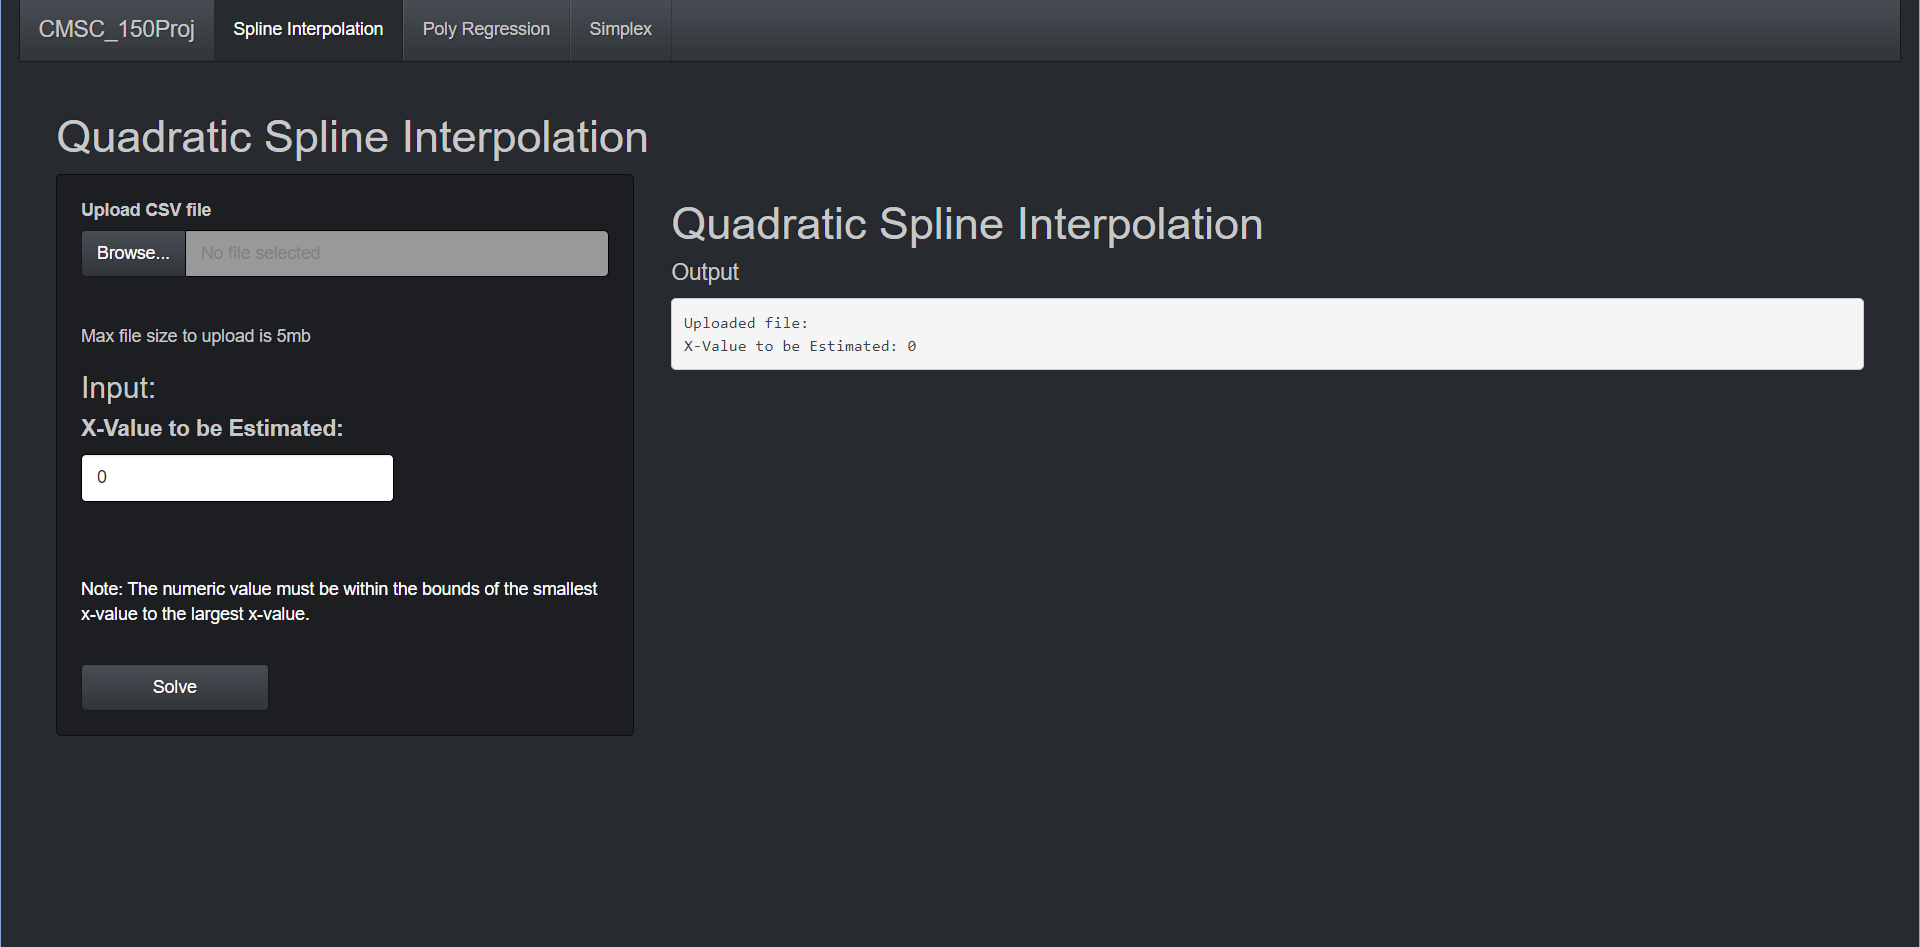 CMSC_150Proj
Spline Interpolation
Poly Regression
Simplex
Quadratic Spline Interpolation
Upload CSV file
Browse...
No file selected
Max file size to upload is 5mb
Input:
X-Value to be Estimated:
0
Note: The numeric value must be within the bounds of the smallest
x-value to the largest x-value.
Solve
Quadratic Spline Interpolation
Output
Uploaded file:
X-Value to be Estimated: 0